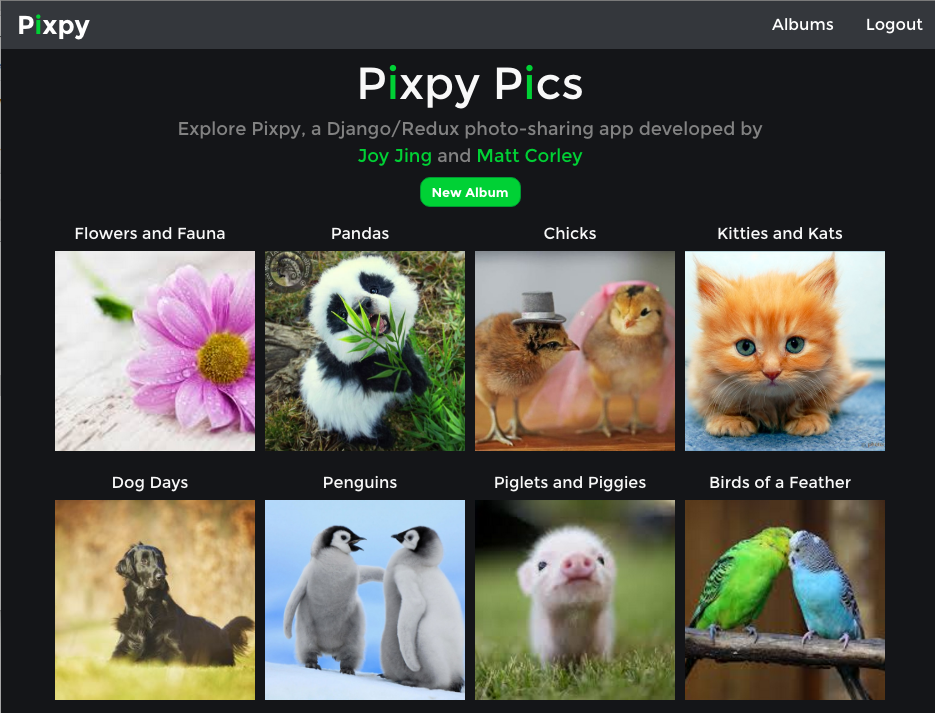 Pixpy
Albums
Logout
Pixpy Pics
Explore Pixpy, a Django/Redux photo-sharing app developed by
Joy Jing and Matt Corley
New Album
Flowers and Fauna
Pandas
Chicks
Kitties and Kats
Dog Days
Penguins
Piglets and Piggies
Birds of a Feather